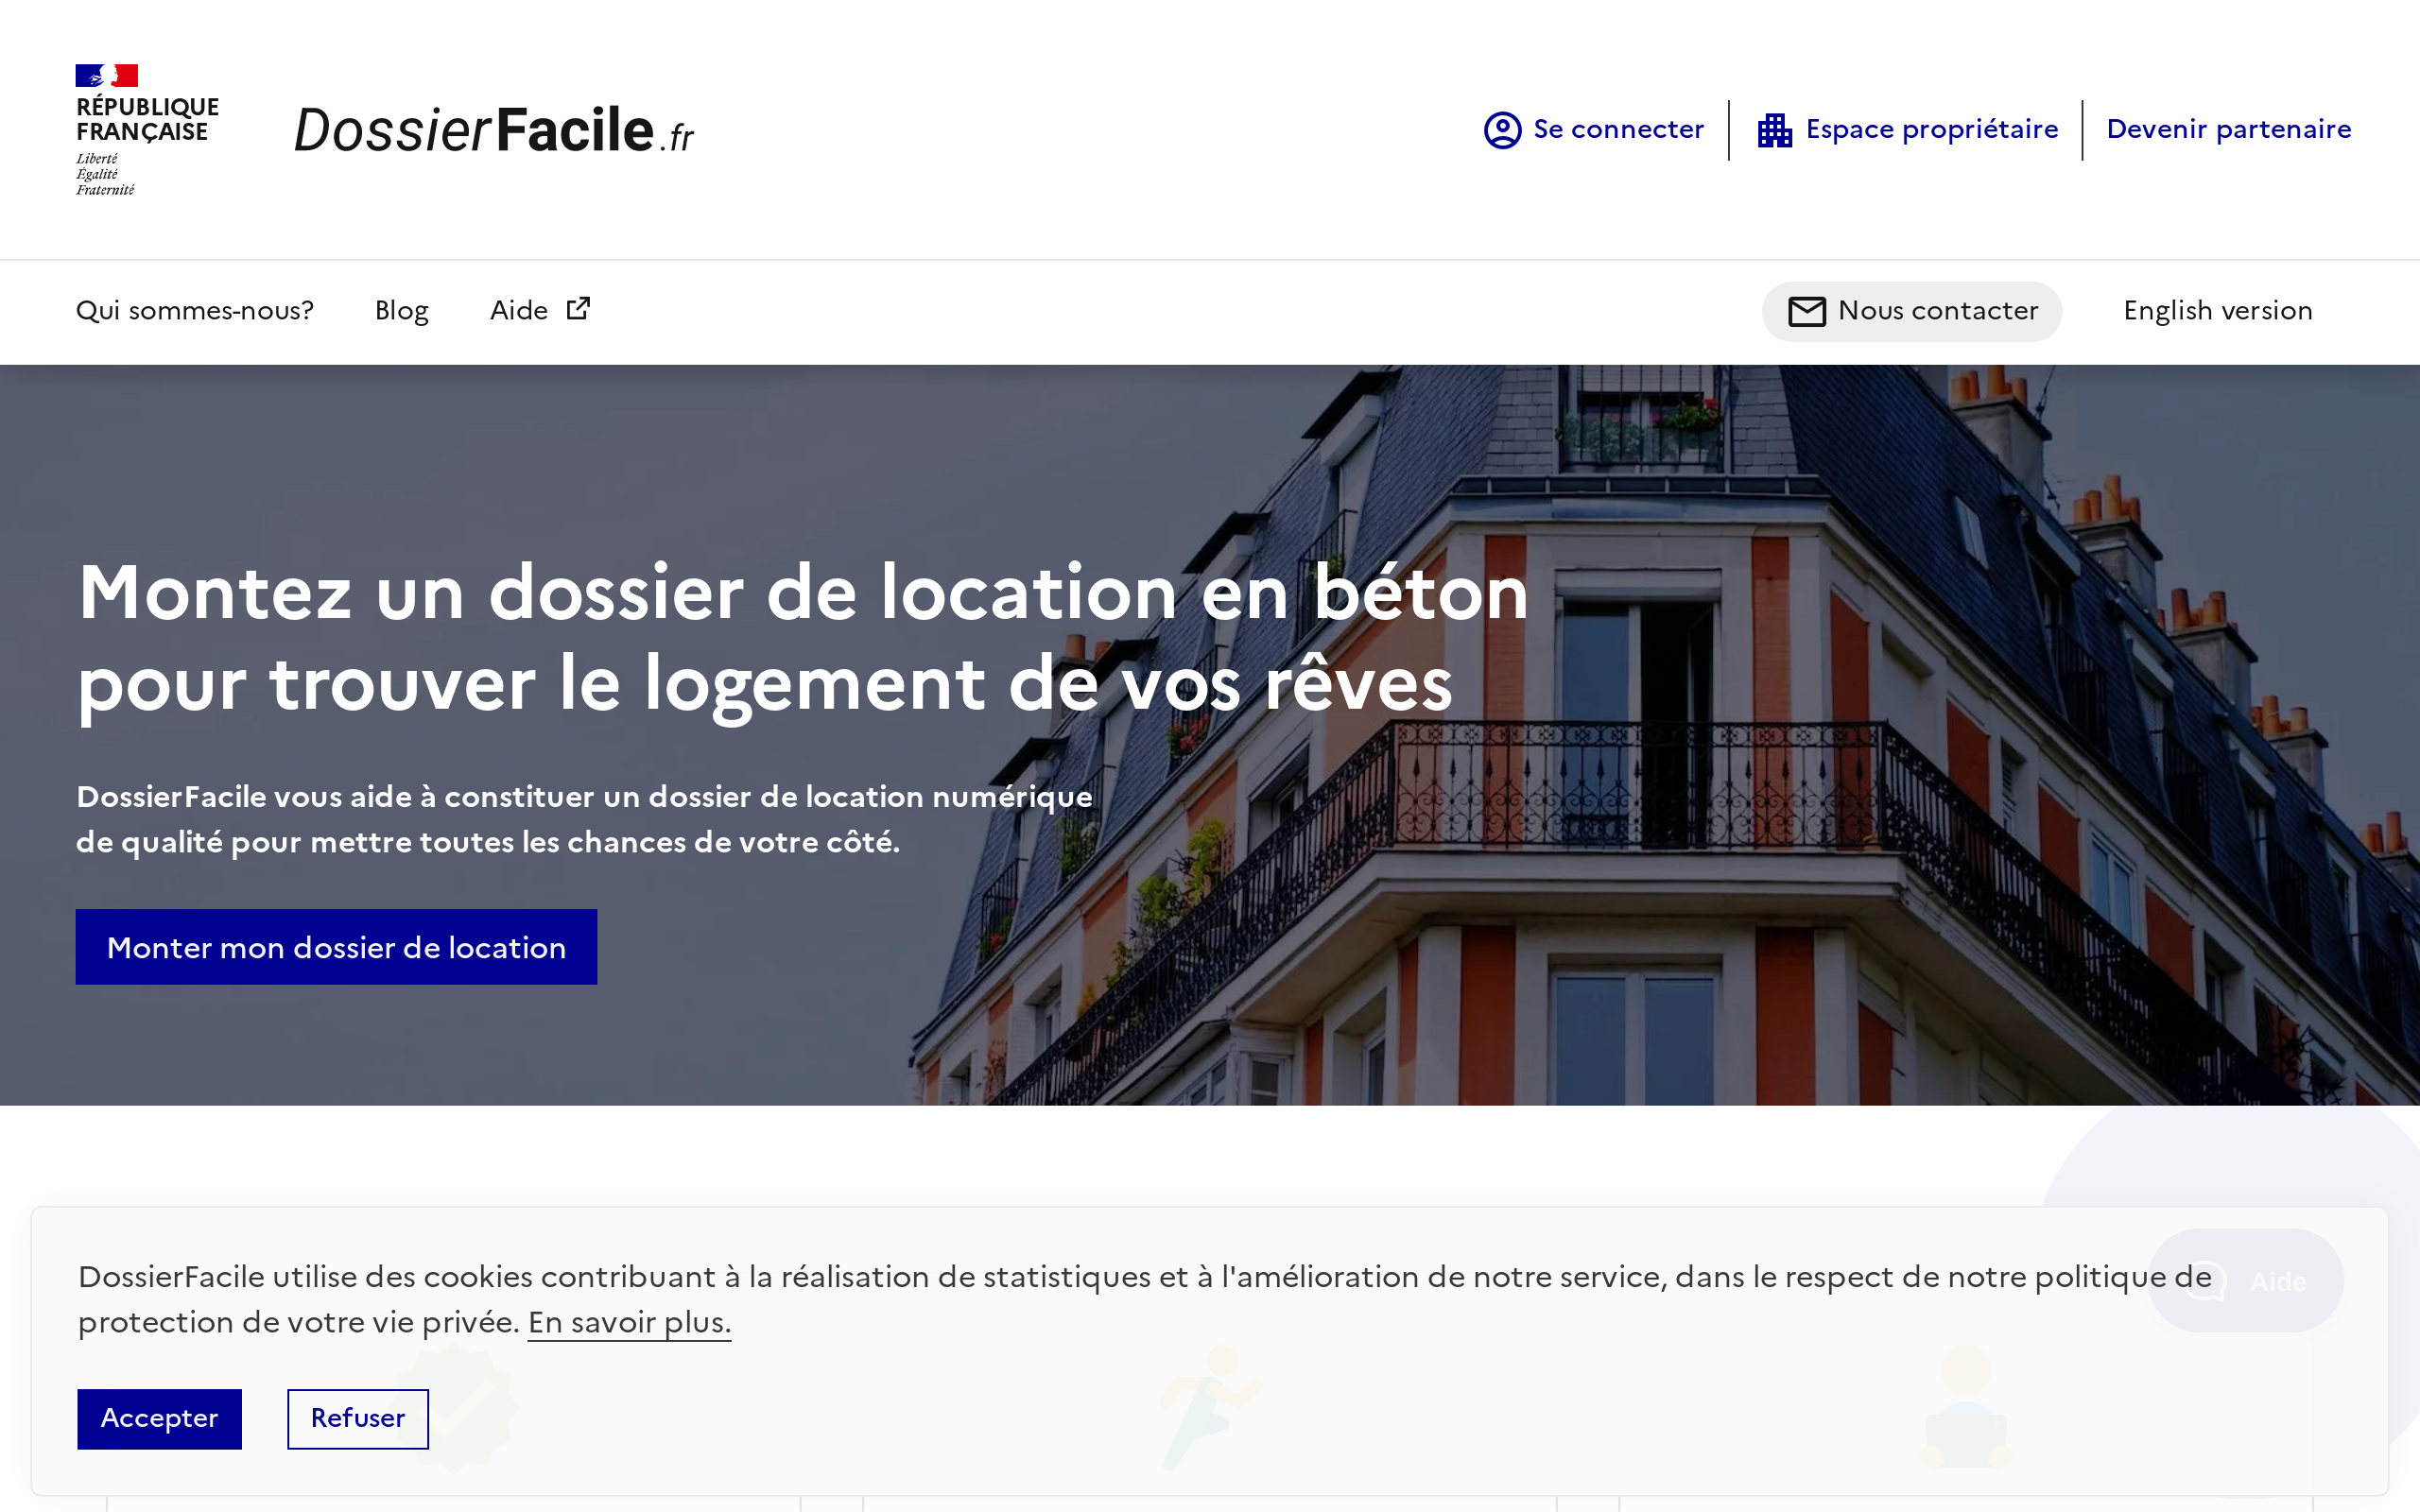 RÉPUBLIQUE
FRANÇAISE
Liberté
Égalité
Fraternité
DossierFacile.fr
Se connecter
Espace propriétaire
Devenir partenaire
Qui sommes-nous?
Blog
Aide
Nous contacter
English version
Montez un dossier de location en béton
pour trouver le logement de vos rêves
DossierFacile vous aide à constituer un dossier de location numérique
de qualité pour mettre toutes les chances de votre côté.
Monter mon dossier de location
DossierFacile utilise des cookies contribuant à la réalisation de statistiques et à l'amélioration de notre service, dans le respect de notre politique de
protection de votre vie privée. En savoir plus.
Aide
Accepter
Refuser